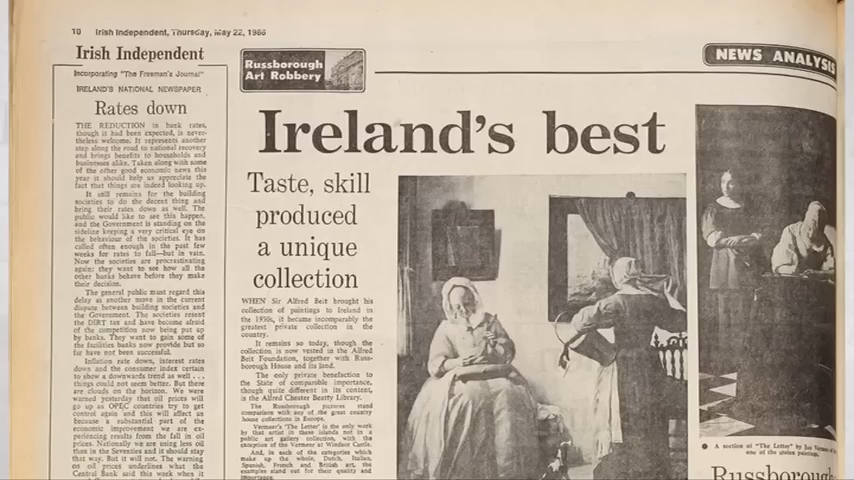 10 Irish Independent, Thursday, May 22, 1986
Irish Independent
Incorporating "The Freeman's Journal"
IRELAND'S NATIONAL NEWSPAPER
Rates down
THE REDUCTION in bank rates,
though it had been expected, is never-
theless welcome. It represents another
step along the road to national recovery
and brings benefits to households and
businesses alike. Taken along with some
of the other good economic news this
year it should help us appreciate the
fact that things are indeed looking up.
It still remains for the building
societies to do the decent thing and
bring their rates down as well. The
public would like to see this happen,
and the Government is standing on the
sideline keeping a very critical eye on
the behaviour of the societies. It has
called often enough in the past few
weeks for rates to fall—but in vain.
Now the societies are procrastinating
again: they want to see how all the
other banks behave before they make
their decision.
The general public must regard this
delay as another move in the current
dispute between building societies and
the Government. The societies resent
the DIRT tax and have become afraid
of the competition now being put up
by banks. They want to gain some of
the facilities banks now provide but so
far have not been successful.
Inflation rate down, interest rates
down and the consumer index certain
to show a downwards trend as well . . .
things could not seem better. But there
are clouds on the horizon. We were
warned yesterday that oil prices will
go up as OPEC countries try to get
control again and this will affect us
because a substantial part of the
economic improvement we are ex-
periencing results from the fall in oil
prices. Nationally we are using less oil
than in the Seventies and it should stay
that way. But it will not. The warning
on oil prices underlines what the
Central Bank said this week when it
Russborough
Art Robbery
NEWS ANALYSIS
Ireland's best
Taste, skill
produced
a unique
collection
WHEN Sir Alfred Beit brought his
collection of paintings to Ireland in
the 1950s, it became incomparably the
greatest private collection in the
country.
It remains so today, though the
collection is now vested in the Alfred
Beit Foundation, together with Russ-
borough House and its land.
The only private benefaction to
the State of comparable importance,
though quite different in its content,
is the Alfred Chester Beatty Library.
The Russborough pictures stand
comparison with any of the great country
house collections in Europe.
Vermeer's 'The Letter' is the only work
by that artist in these islands not in a
public art gallery collection, with the
exception of the Vermeer at Windsor Castle.
And, in each of the categories which
make up the whole, Dutch, Italian,
Spanish, French and British art, the
examples stand out for their quality and
importance.
● A section of "The Letter" by Jan
one of the stolen paintings.
Russborough